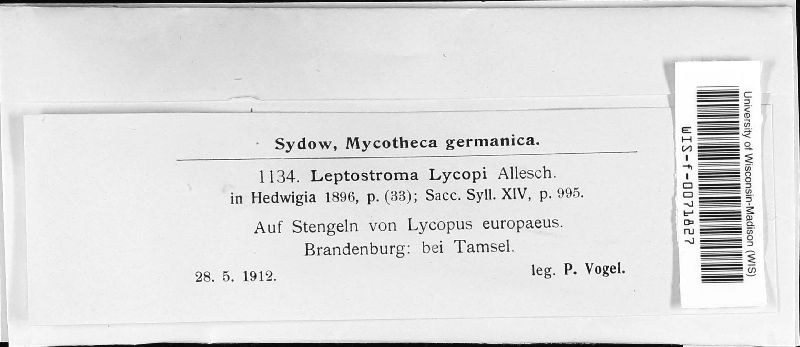 Sydow, Mycotheca germanica.
1134. Leptostroma Lycopi Allesch.
in Hedwigia 1896, p. (33); Sacc. Syll. XIV, p. 995.
Auf Stengeln von Lycopus europaeus.
Brandenburg: bei Tamsel.
28. 5. 1912.
leg. P. Vogel.
WIS-f-0071827
University of Wisconsin-Madison (WIS)